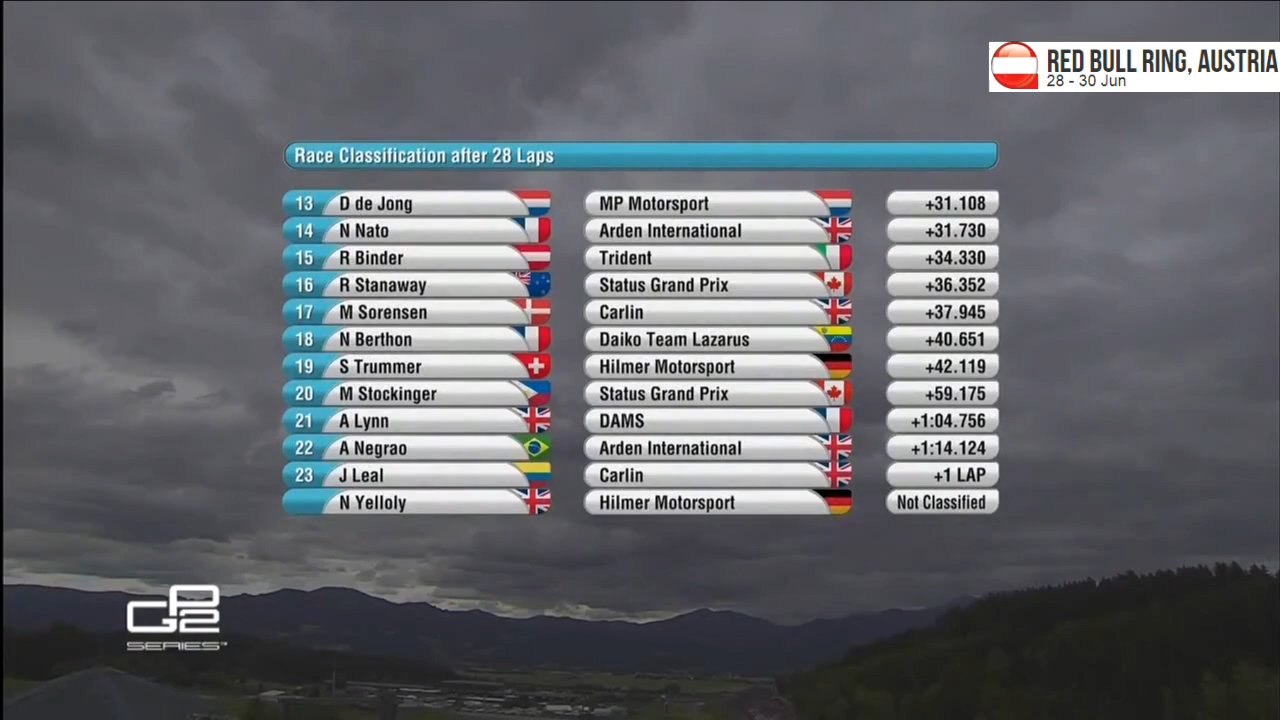 RED BULL RING, AUSTRIA
28 - 30 Jun
Race Classification after 28 Laps
13 D de Jong MP Motorsport +31.108
14 N Nato Arden International +31.730
15 R Binder Trident +34.330
16 R Stanaway Status Grand Prix +36.352
17 M Sorensen Carlin +37.945
18 N Berthon Daiko Team Lazarus +40.651
19 S Trummer Hilmer Motorsport +42.119
20 M Stockinger Status Grand Prix +59.175
21 A Lynn DAMS +1:04.756
22 A Negrao Arden International +1:14.124
23 J Leal Carlin +1 LAP
N Yelloly Hilmer Motorsport Not Classified
GP2
SERIES™